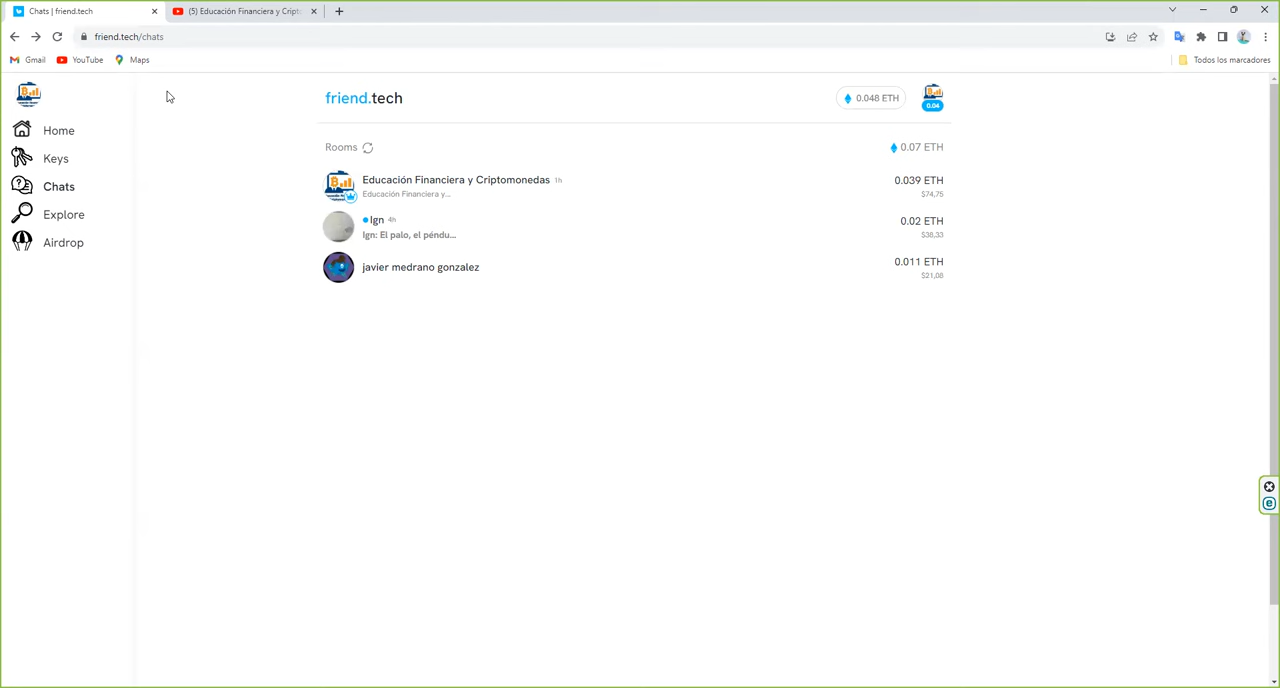 Chats | friend.tech
(5) Educación Financiera y Cripto
friend.tech/chats
Gmail
YouTube
Maps
Todos los marcadores
friend.tech
0.048 ETH
0.04
Home
Keys
Chats
Explore
Airdrop
Rooms
0.07 ETH
Educación Financiera y Criptomonedas 1h
0.039 ETH
Educación Financiera y...
$74,75
Ign 4h
0.02 ETH
Ign: El palo, el péndu...
$38,33
javier medrano gonzalez
0.011 ETH
$21,08